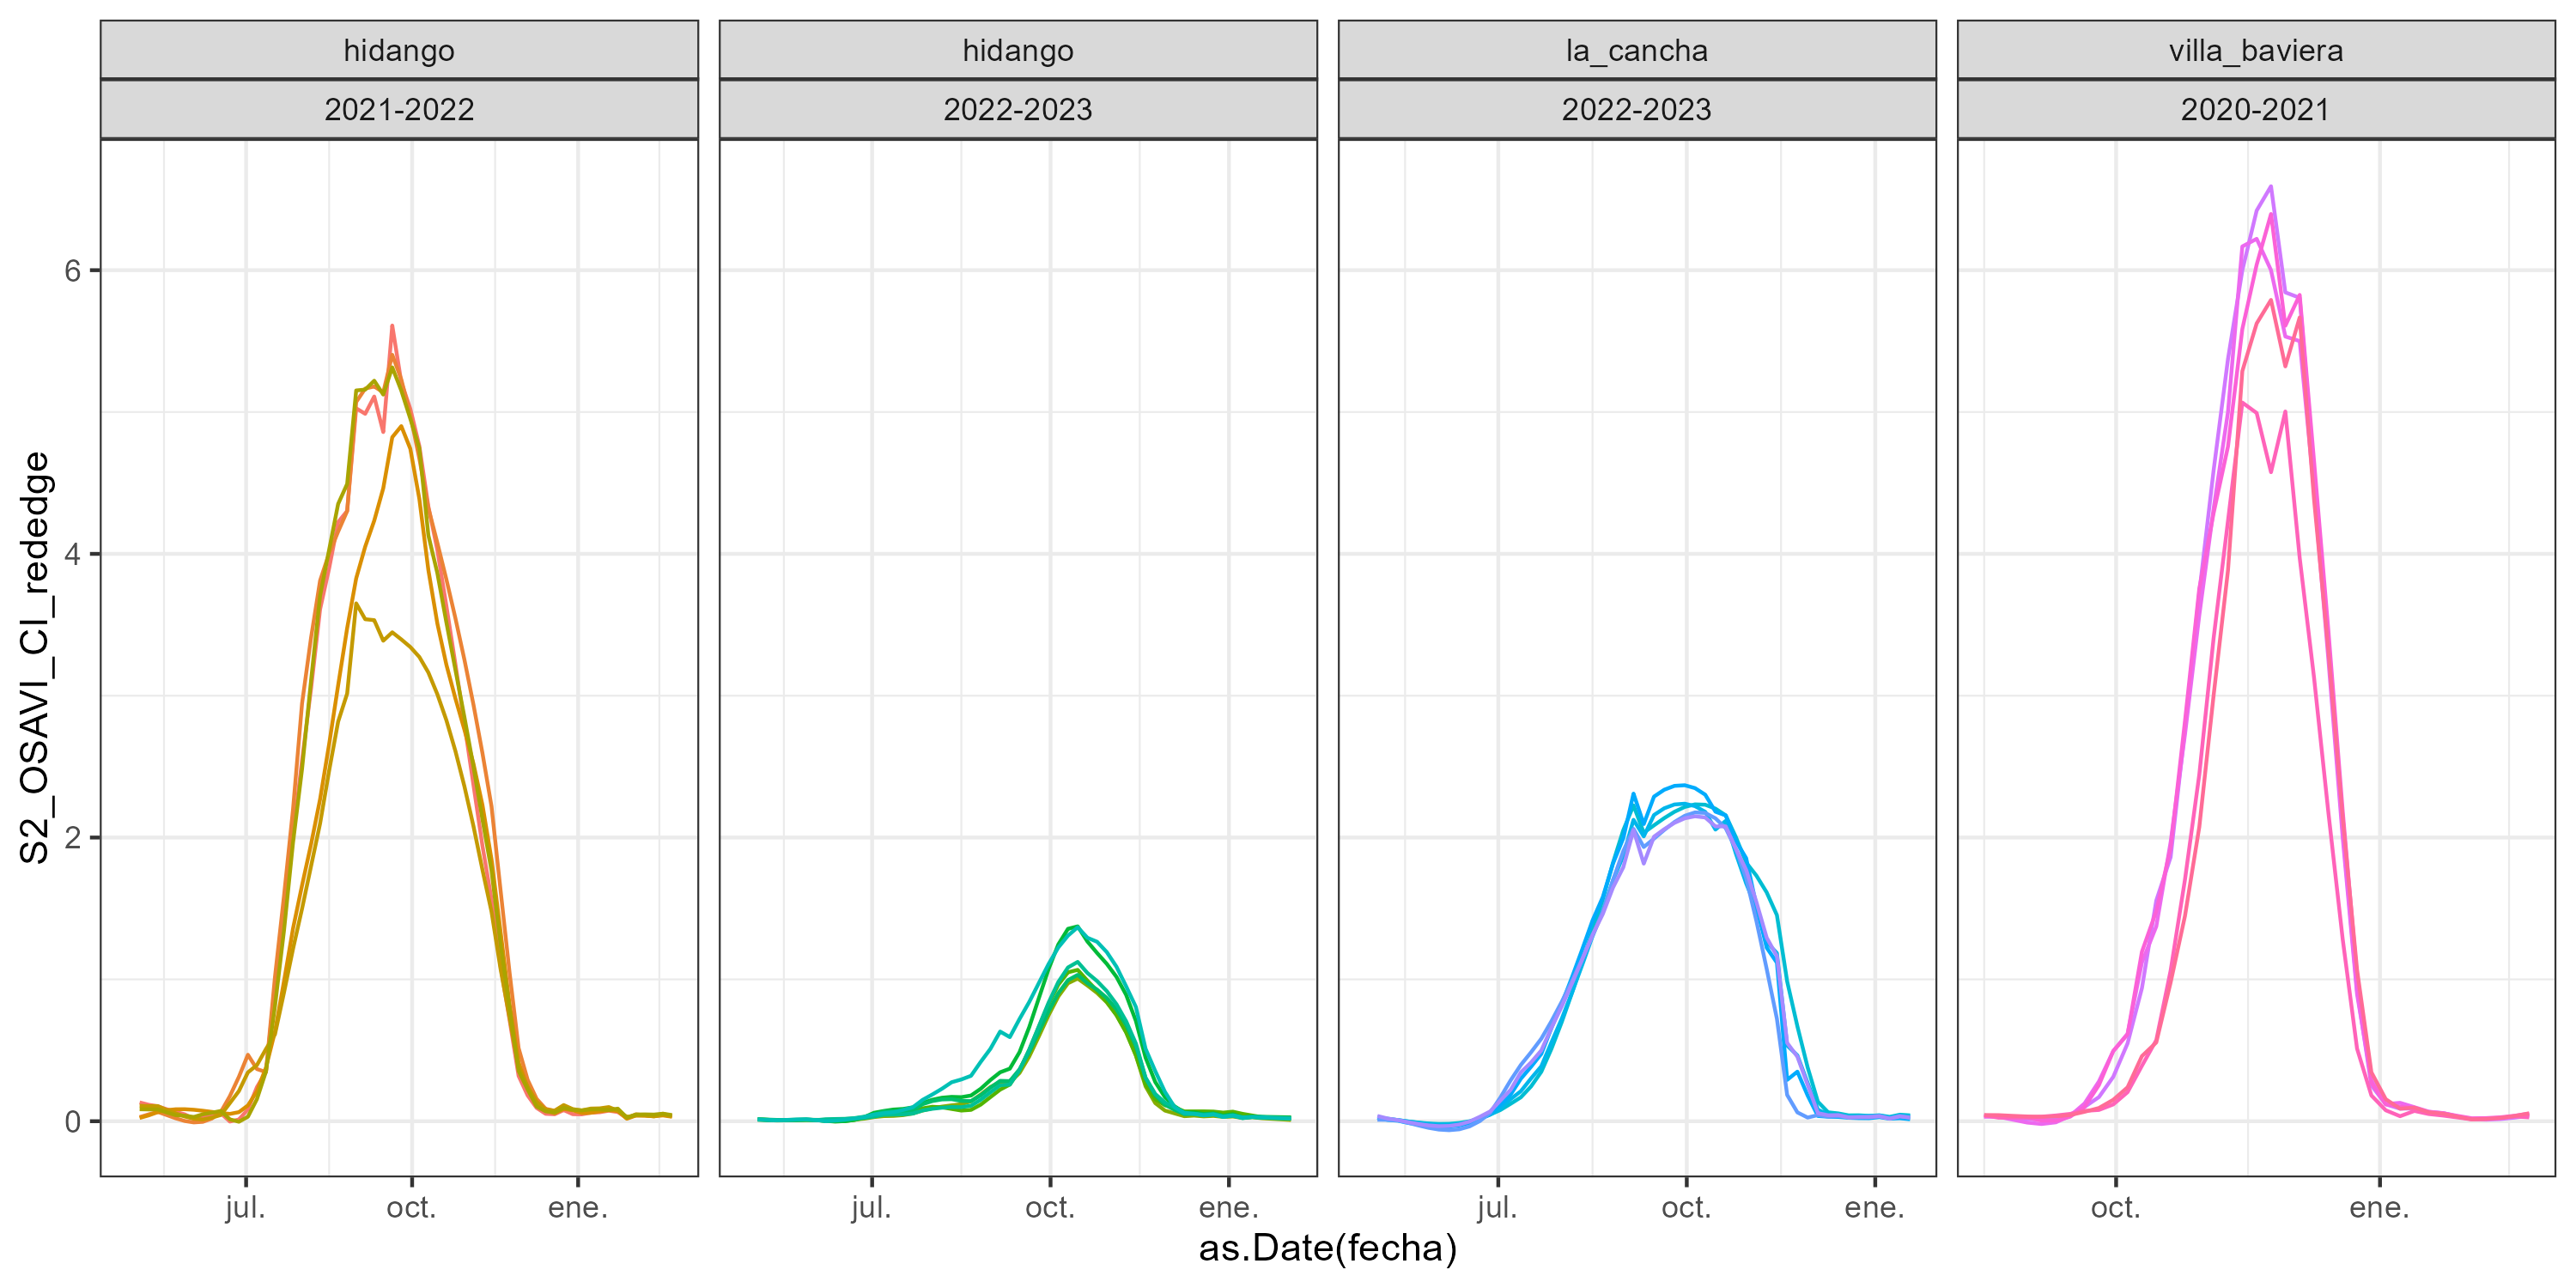 hidango
2021-2022
hidango
2022-2023
la_cancha
2022-2023
villa_baviera
2020-2021
S2_OSAVI_CI_rededge
6
4
2
0
jul.
oct.
ene.
jul.
oct.
ene.
jul.
oct.
ene.
oct.
ene.
as.Date(fecha)